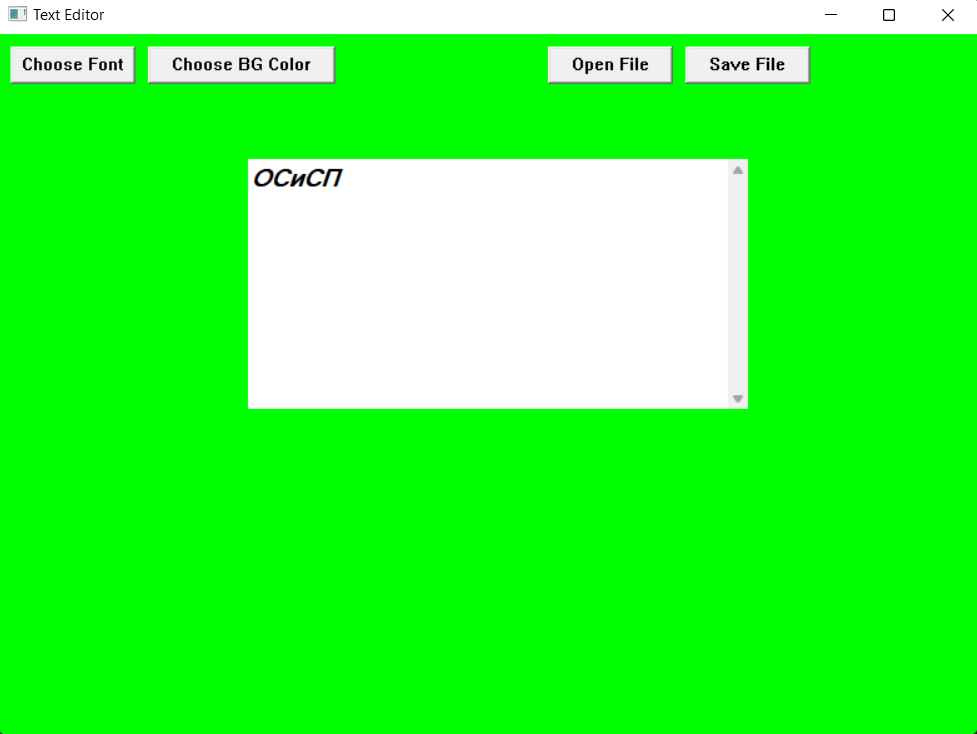 Text Editor
Choose Font Choose BG Color Open File Save File
ОСиСП